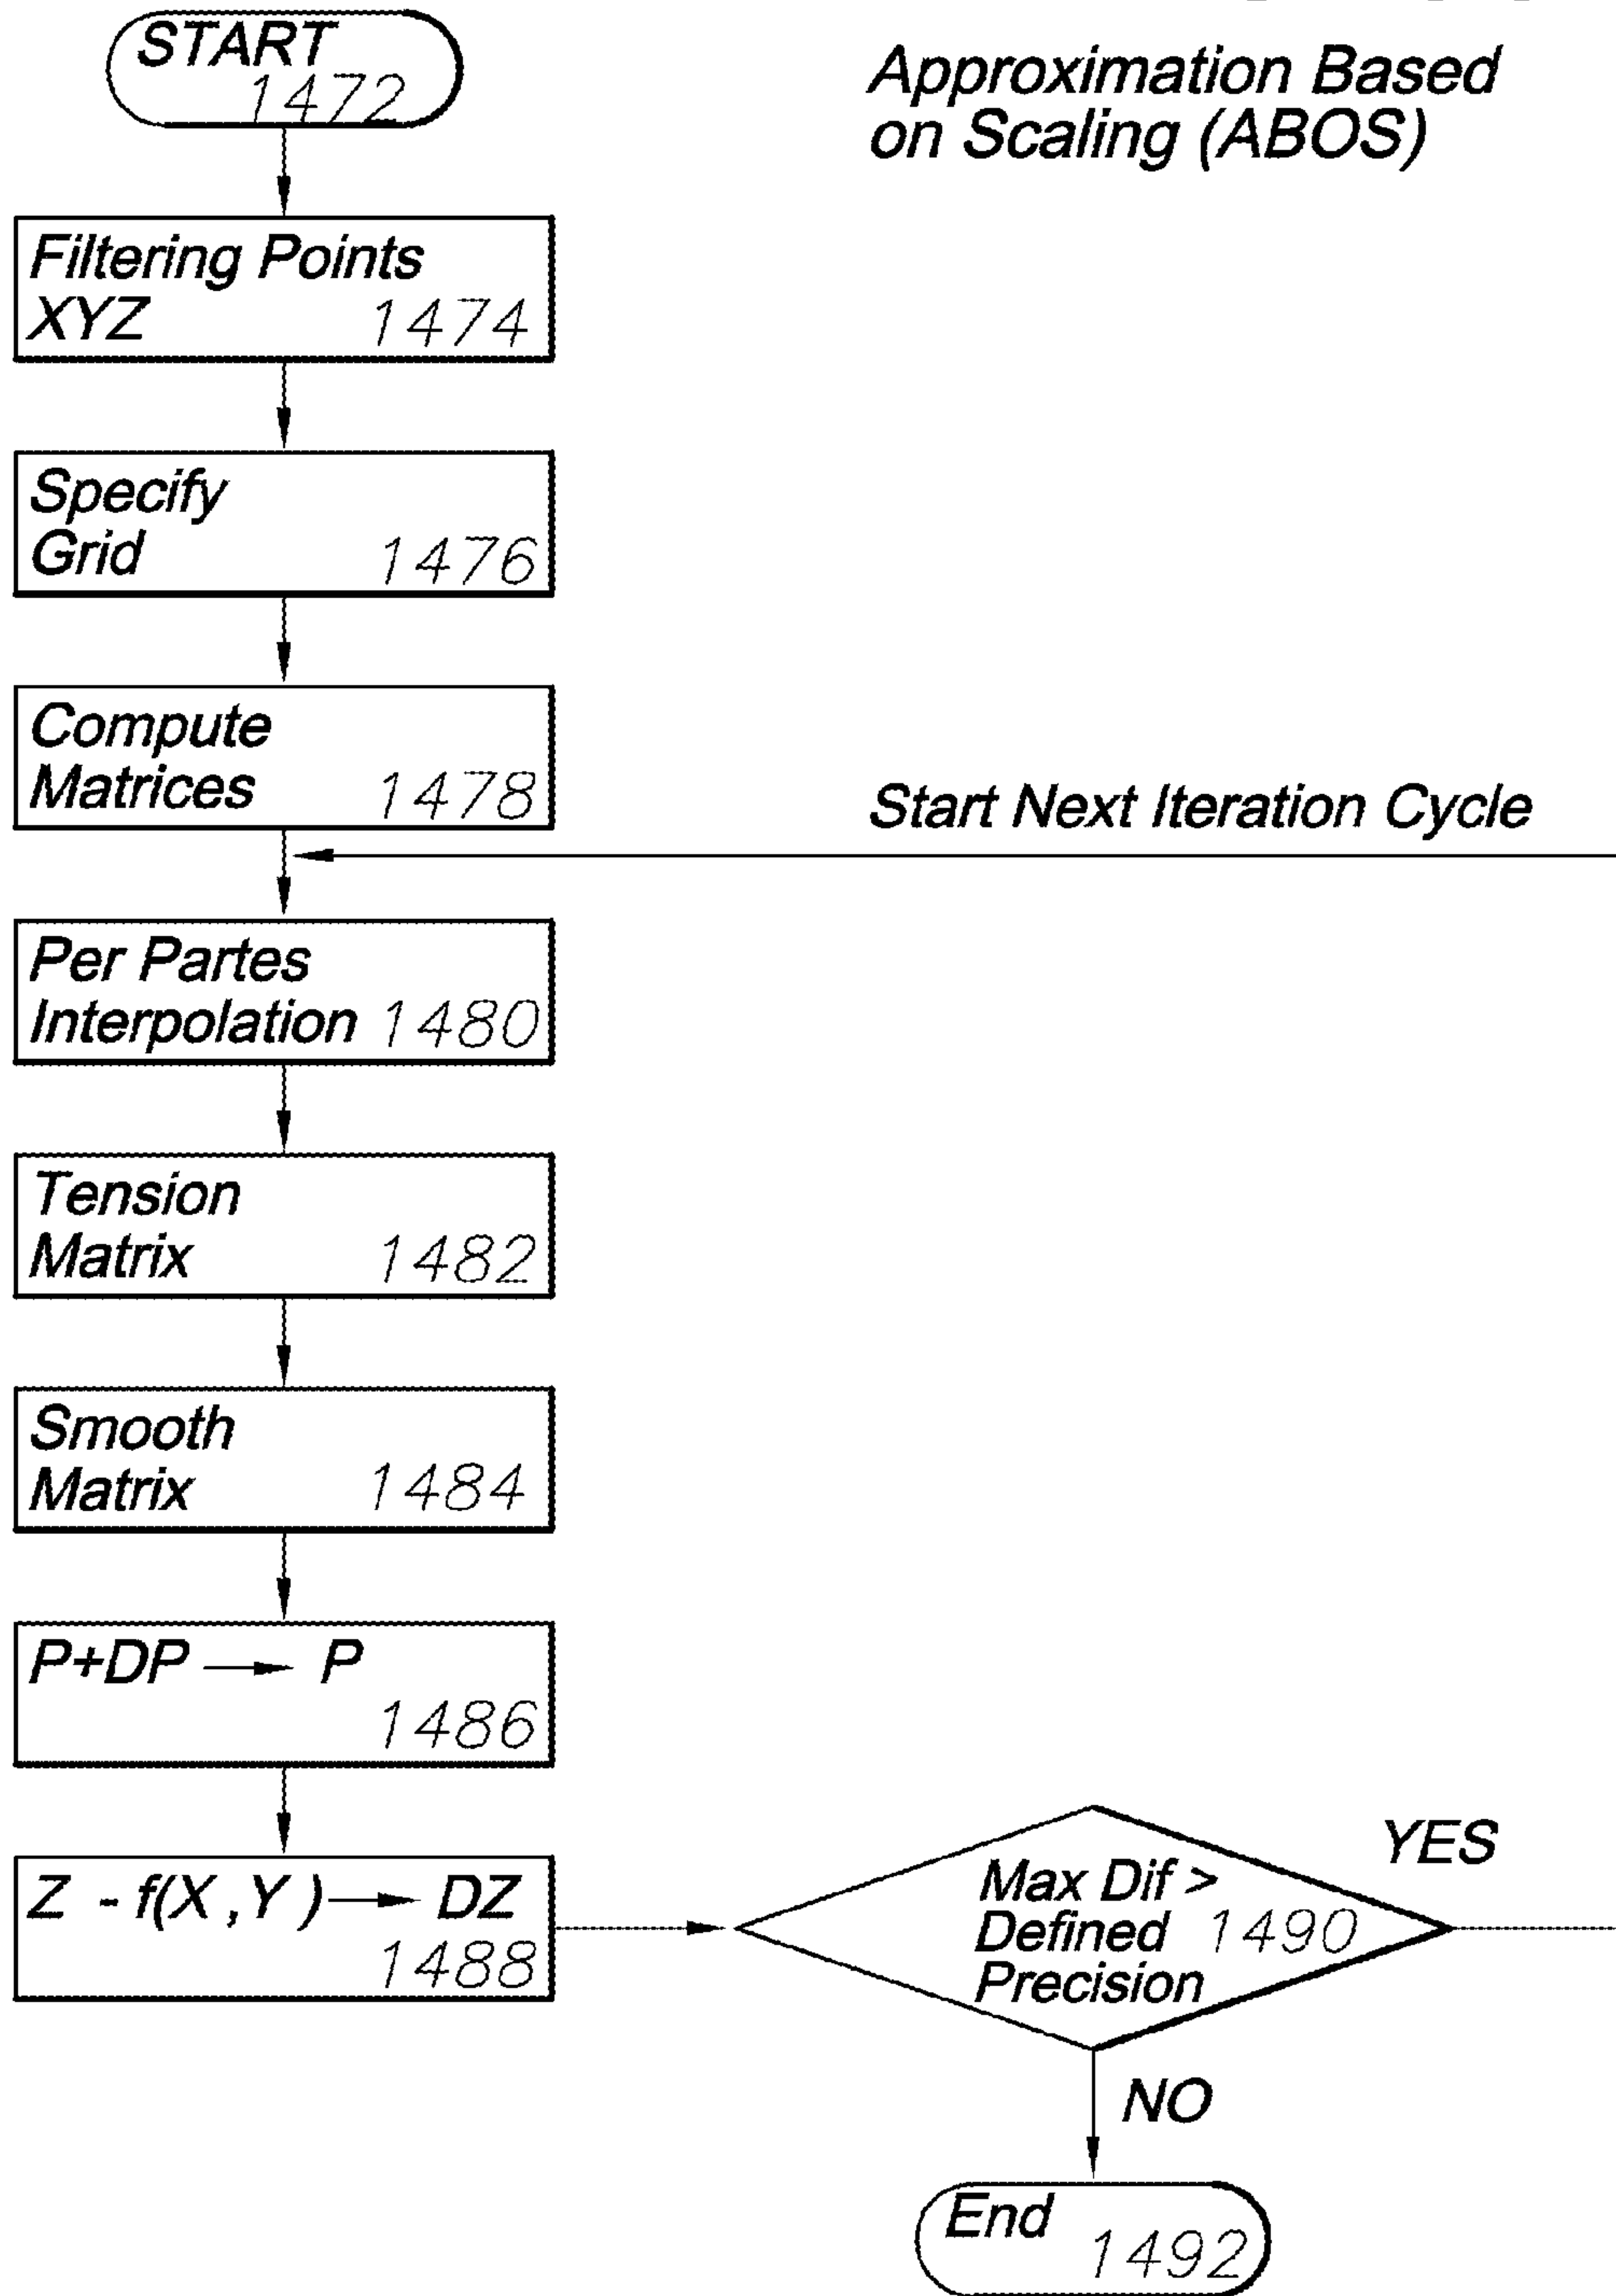 START
1472
Approximation Based
on Scaling (ABOS)
Filtering Points
XYZ 1474
Specify
Grid 1476
Compute
Matrices 1478
Start Next Iteration Cycle
Per Partes
Interpolation 1480
Tension
Matrix 1482
Smooth
Matrix 1484
P+DP → P
1486
Z - f(X,Y) → DZ
1488
Max Dif >
Defined 1490
Precision
YES
NO
End
1492